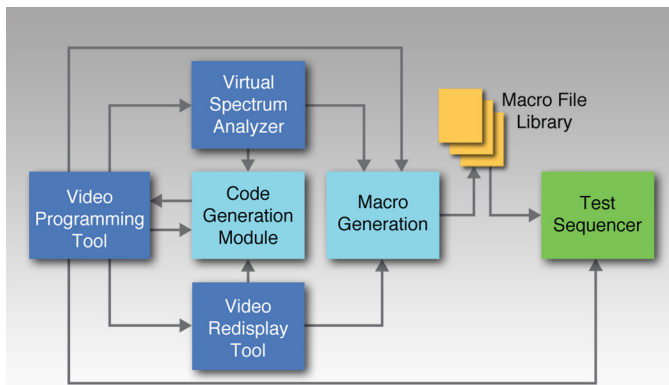 Virtual
Spectrum
Analyzer
Macro File
Library
Video
Programming
Tool
Code
Generation
Module
Macro
Generation
Test
Sequencer
Video
Redisplay
Tool